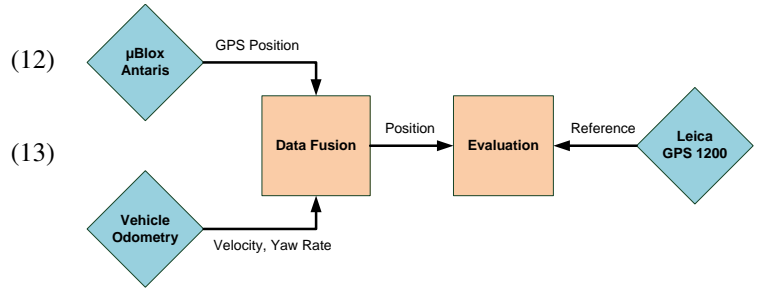 (12)
µBlox
Antaris
GPS Position
(13)
Data Fusion
Position
Evaluation
Reference
Leica
GPS 1200
Vehicle
Odometry
Velocity, Yaw Rate